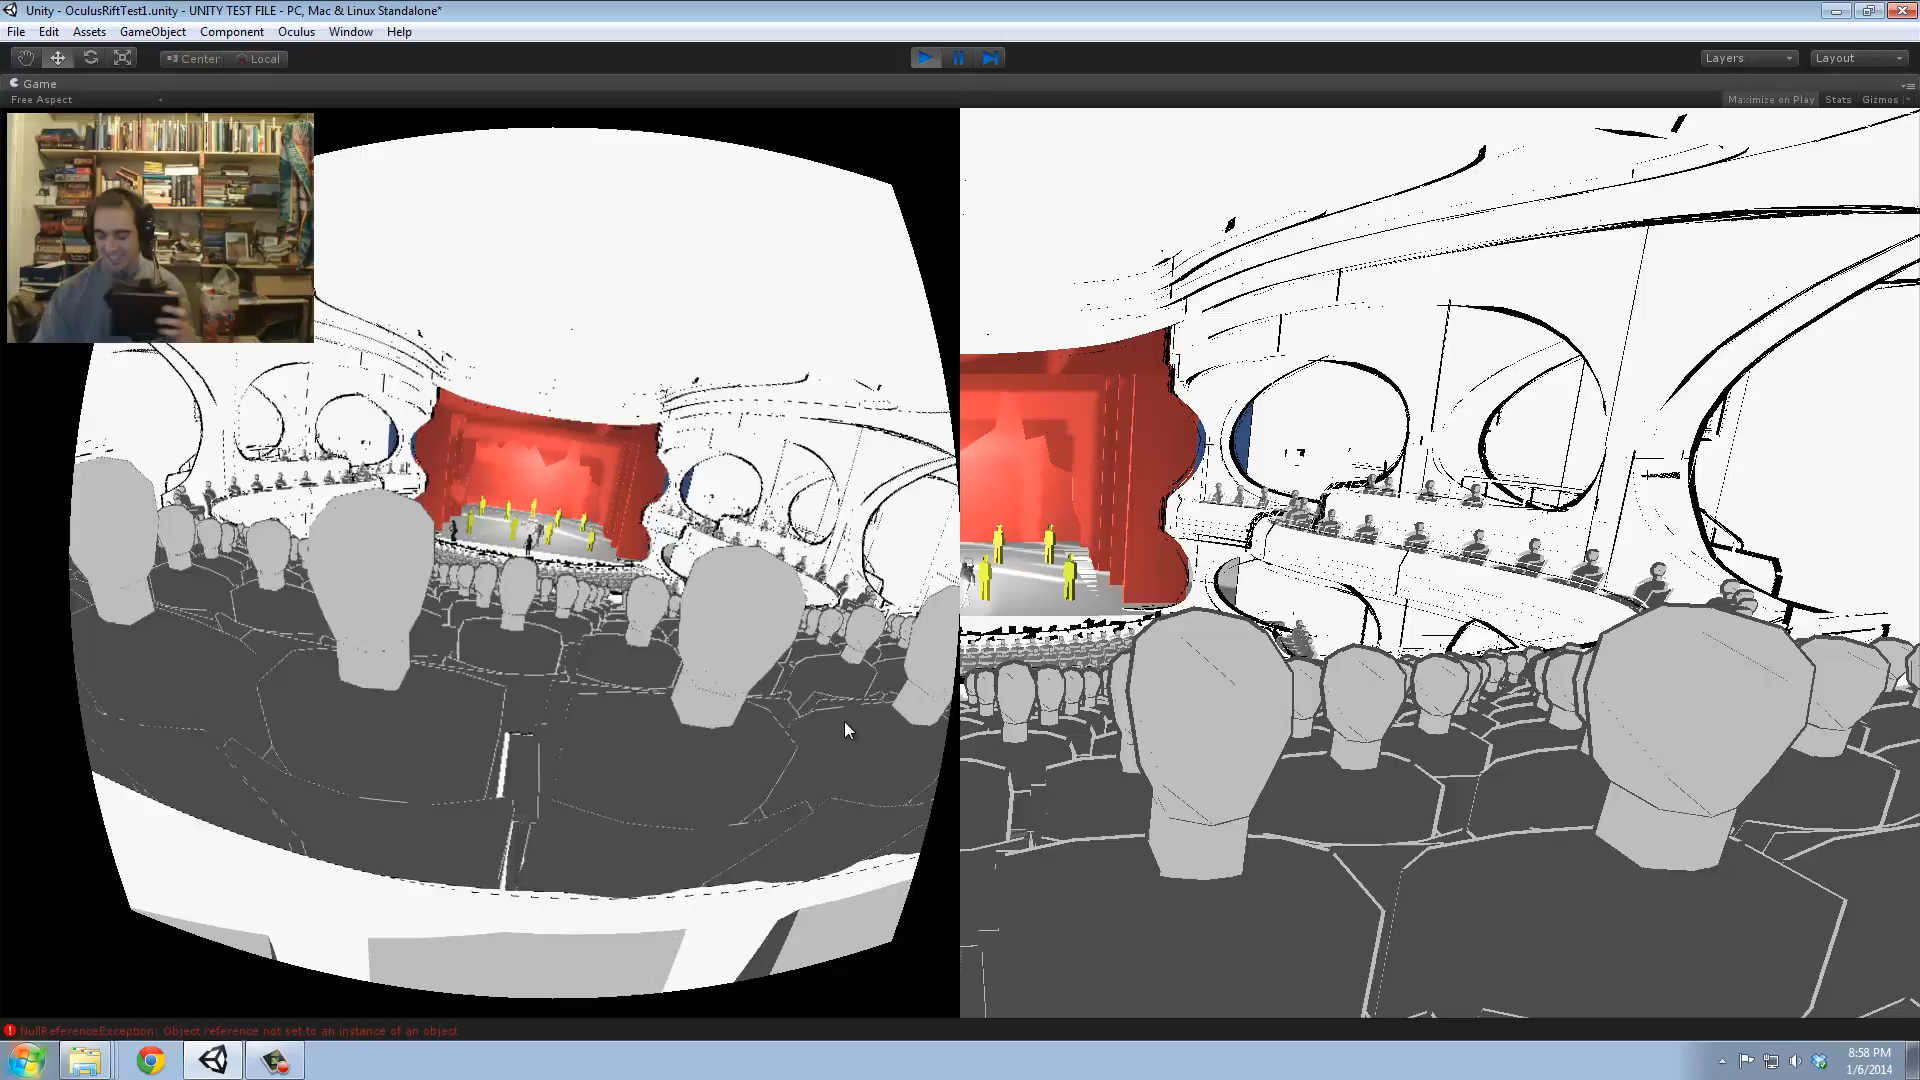 Unity - OculusRiftTest1.unity - UNITY TEST FILE - PC, Mac & Linux Standalone*
File Edit Assets GameObject Component Oculus Window Help
Center Local Layers Layout
Game
Free Aspect Maximize on Play Stats Gizmos
NullReferenceException: Object reference not set to an instance of an object
8:58 PM
1/6/2014